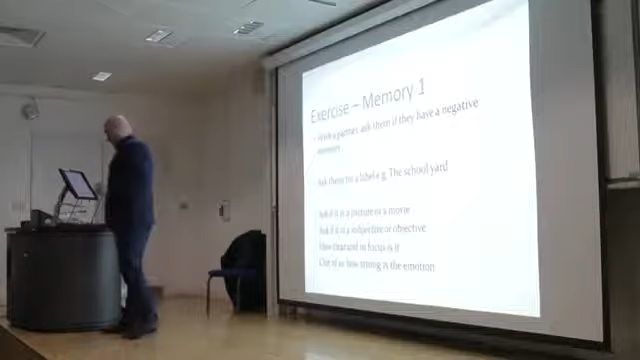 Exercise – Memory 1
With a partner, ask them if they have a negative
memory
Ask them for a label e.g. The school yard
Ask if it is a picture or a movie
Ask if it is subjective or objective
How clear and in focus is it
Out of 10 how strong is the emotion